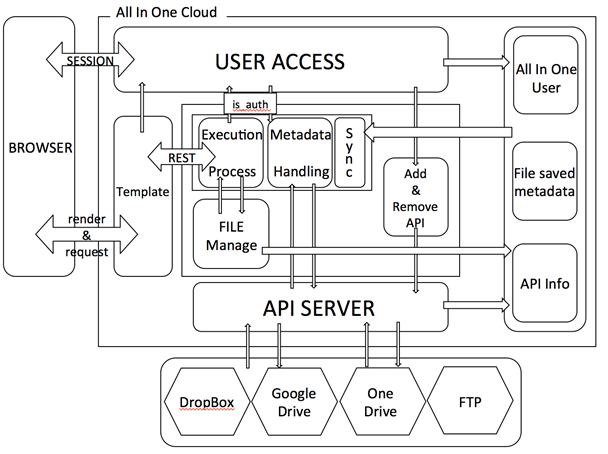 All In One Cloud
SESSION
USER ACCESS
All In One
User
is_auth
BROWSER
Execution
Process
Metadata
Handling
Sync
REST
Template
Add
&
Remove
API
File saved
metadata
render
&
request
FILE
Manage
API Info
API SERVER
DropBox
Google
Drive
One
Drive
FTP